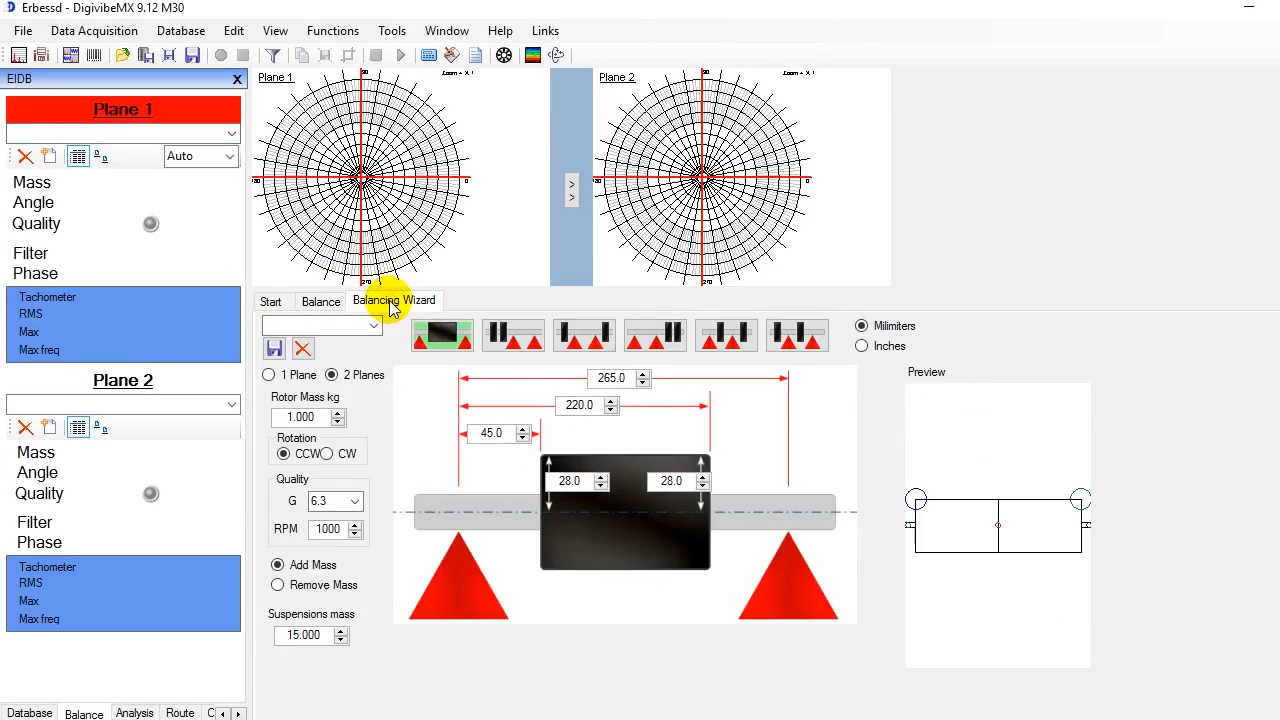 Erbessd - DigivibeMX 9.12 M30
File Data Acquisition Database Edit View Functions Tools Window Help Links
EIDB X
Plane 1
Auto
Mass
Angle
Quality
Filter
Phase
Tachometer
RMS
Max
Max freq
Plane 2
Mass
Angle
Quality
Filter
Phase
Tachometer
RMS
Max
Max freq
Database Balance Analysis Route
Plane 1
90
0
Plane 2
90
0
> >
Start Balance Balancing Wizard
1 Plane 2 Planes
Rotor Mass kg
1.000
Rotation
CCW CW
Quality
G 6.3
RPM 1000
Add Mass
Remove Mass
Suspensions mass
15.000
265.0
220.0
45.0
28.0 28.0
Milimiters
Inches
Preview